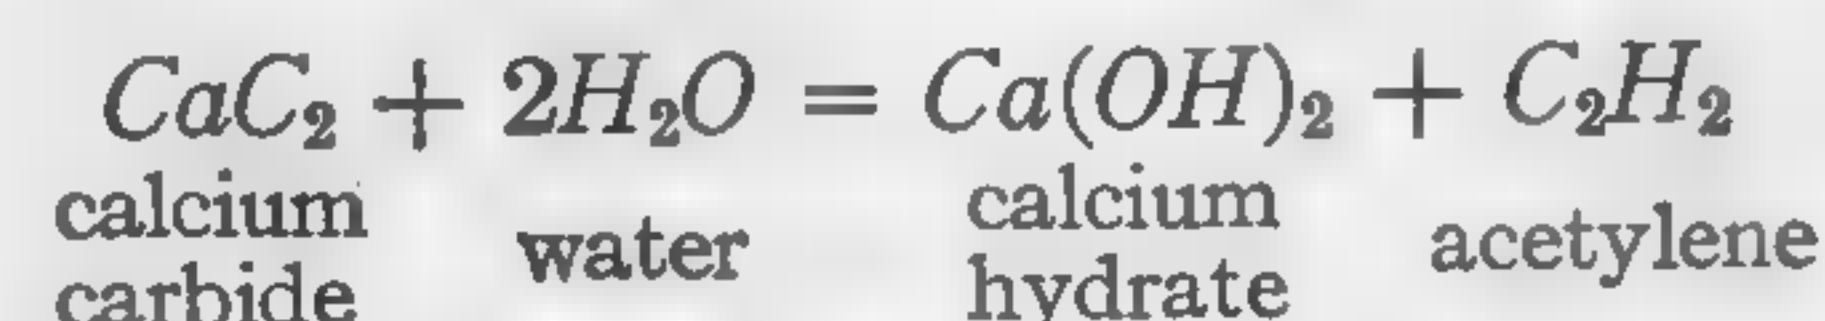 CaC₂ + 2H₂O = Ca(OH)₂ + C₂H₂
calcium water calcium acetylene
carbide hydrate